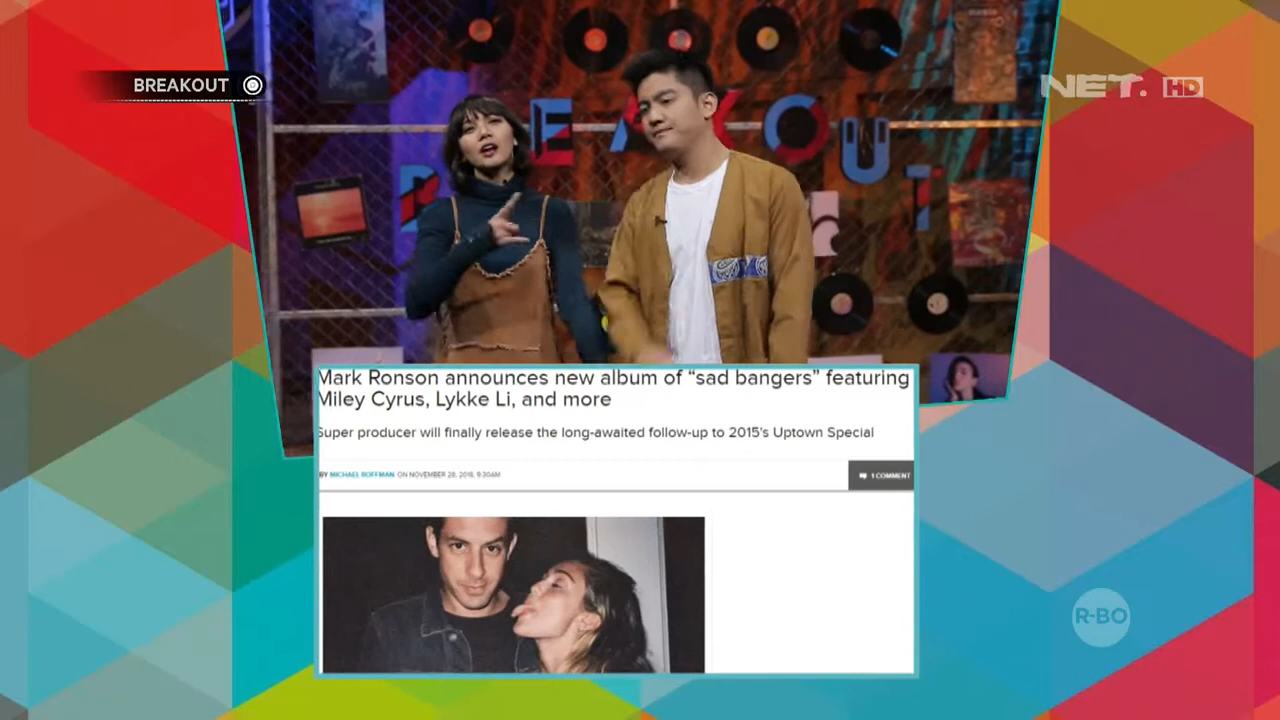 BREAKOUT
NET. HD
BREAKOUT
Mark Ronson announces new album of “sad bangers” featuring
Miley Cyrus, Lykke Li, and more
Super producer will finally release the long-awaited follow-up to 2015's Uptown Special
BY MICHAEL ROFFMAN ON NOVEMBER 28, 2018, 9:30AM
1 COMMENT
R-BO